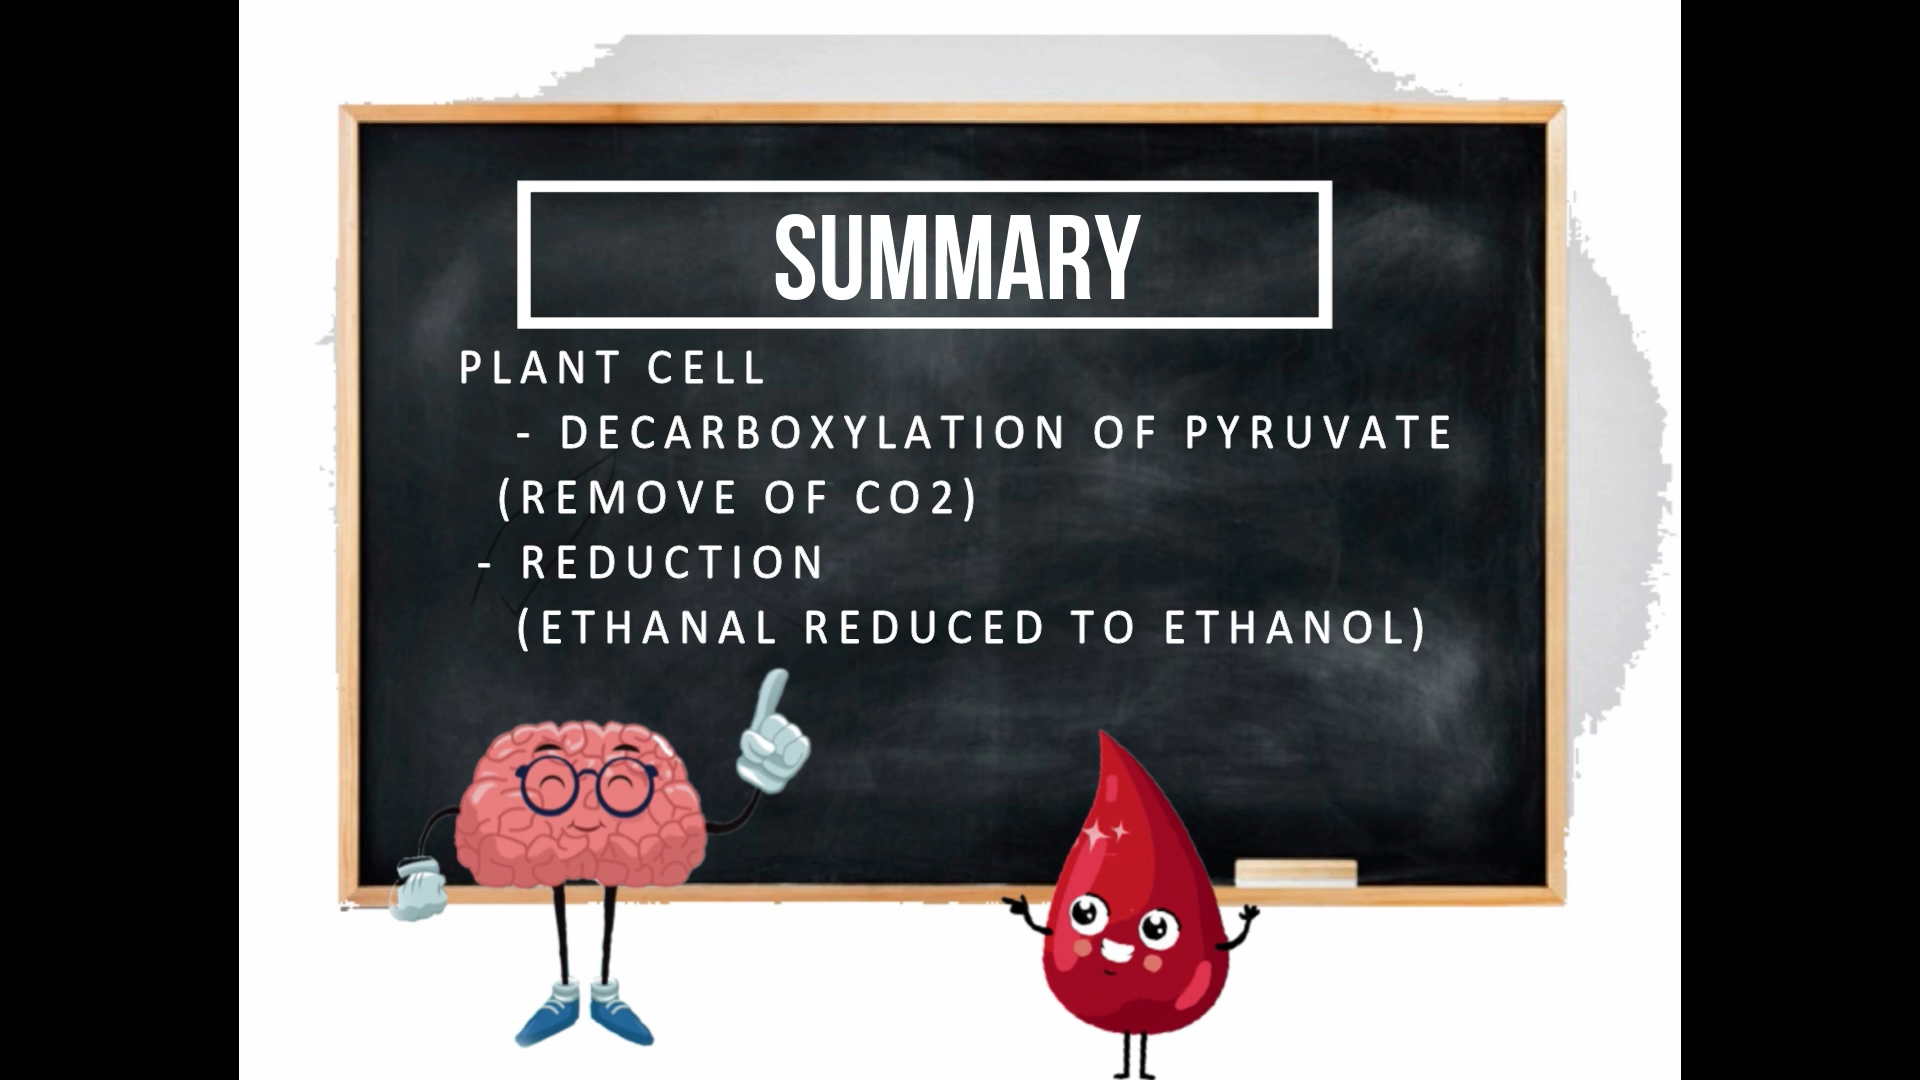 SUMMARY
PLANT CELL
- DECARBOXYLATION OF PYRUVATE
(REMOVE OF CO2)
- REDUCTION
(ETHANAL REDUCED TO ETHANOL)